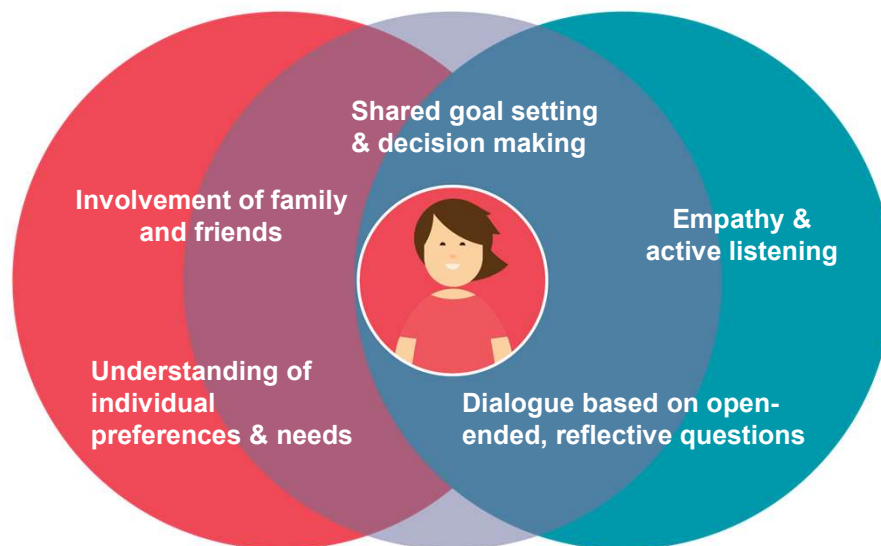 Shared goal setting
& decision making
Involvement of family
and friends
Empathy &
active listening
Understanding of
individual
preferences & needs
Dialogue based on open-
ended, reflective questions